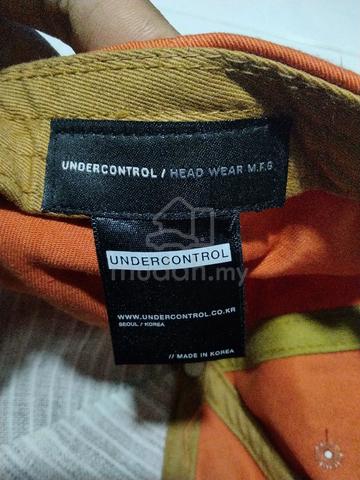 UNDERCONTROL / HEAD WEAR M.F.G
UNDERCONTROL
mudah.my
WWW.UNDERCONTROL.CO.KR
SEOUL / KOREA
// MADE IN KOREA